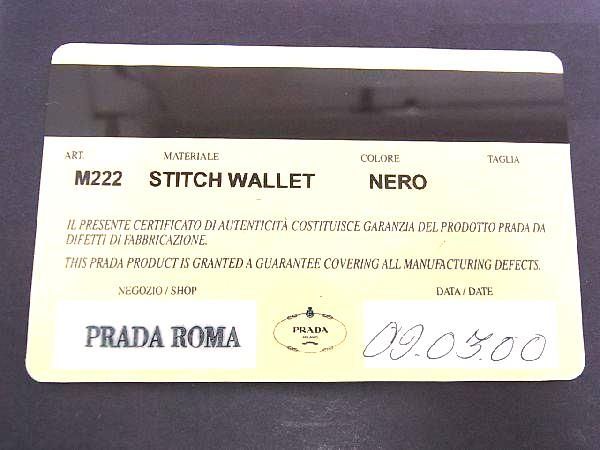 ART. MATERIALE COLORE TAGLIA
M222 STITCH WALLET NERO
IL PRESENTE CERTIFICATO DI AUTENTICITÀ COSTITUISCE GARANZIA DEL PRODOTTO PRADA DA
DIFETTI DI FABBRICAZIONE.
THIS PRADA PRODUCT IS GRANTED A GUARANTEE COVERING ALL MANUFACTURING DEFECTS.
NEGOZIO / SHOP DATA / DATE
PRADA ROMA PRADA 09.03.00
MILANO